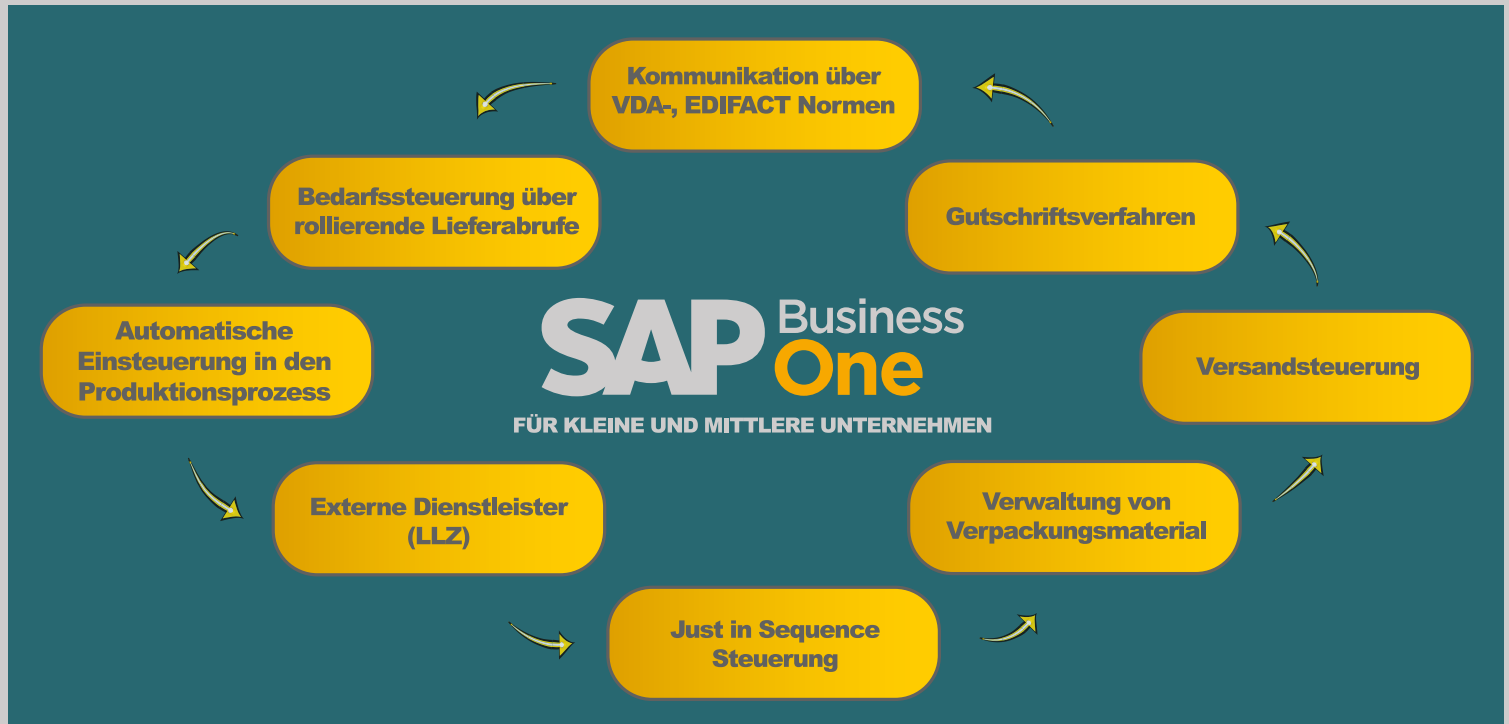 Kommunikation über
VDA-, EDIFACT Normen
Bedarfssteuerung über
rollierende Lieferabrufe
Gutschriftsverfahren
Automatische
Einsteuerung in den
Produktionsprozess
SAP Business
One
FÜR KLEINE UND MITTLERE UNTERNEHMEN
Versandsteuerung
Externe Dienstleister
(LLZ)
Verwaltung von
Verpackungsmaterial
Just in Sequence
Steuerung